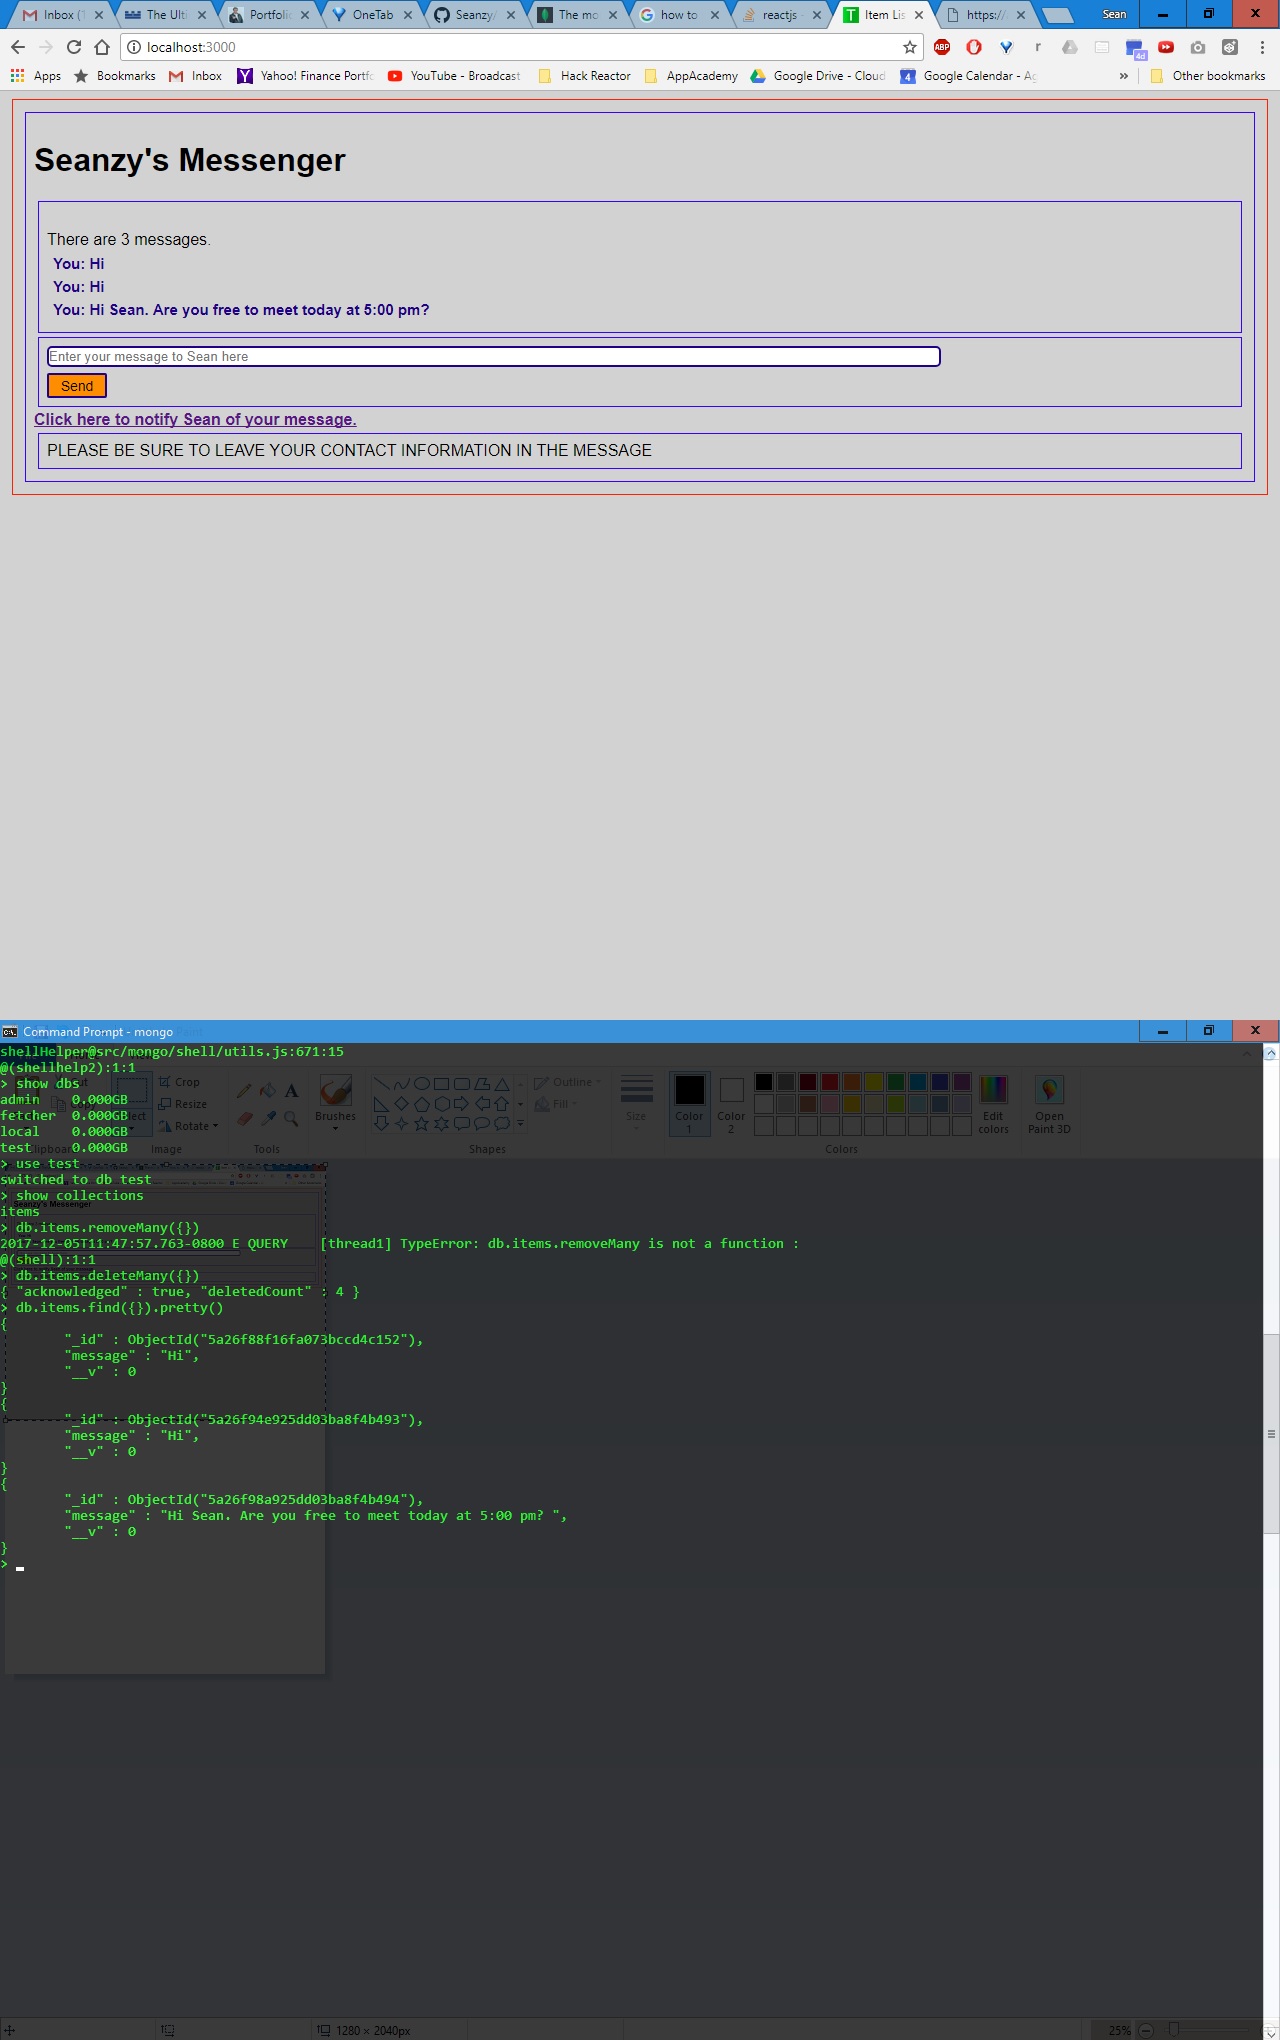 Inbox (1
The Ulti
Portfoli
OneTab
Seanzy/
The mo
how to
reactjs -
Item Lis
https://
Sean
localhost:3000
ABP
r
4d
Apps
Bookmarks
Inbox
Yahoo! Finance Portfo
YouTube - Broadcast
Hack Reactor
AppAcademy
Google Drive - Cloud
4
Google Calendar - Ag
»
Other bookmarks
Seanzy's Messenger
There are 3 messages.
You: Hi
You: Hi
You: Hi Sean. Are you free to meet today at 5:00 pm?
Enter your message to Sean here
Send
Click here to notify Sean of your message.
PLEASE BE SURE TO LEAVE YOUR CONTACT INFORMATION IN THE MESSAGE
Command Prompt - mongo
shellHelper@src/mongo/shell/utils.js:671:15
@(shellhelp2):1:1
> show dbs
admin    0.000GB
fetcher  0.000GB
local    0.000GB
test     0.000GB
> use test
switched to db test
> show collections
items
> db.items.removeMany({})
2017-12-05T11:47:57.763-0800 E QUERY    [thread1] TypeError: db.items.removeMany is not a function :
@(shell):1:1
> db.items.deleteMany({})
{ "acknowledged" : true, "deletedCount" : 4 }
> db.items.find({}).pretty()
{
        "_id" : ObjectId("5a26f88f16fa073bccd4c152"),
        "message" : "Hi",
        "__v" : 0
}
{
        "_id" : ObjectId("5a26f94e925dd03ba8f4b493"),
        "message" : "Hi",
        "__v" : 0
}
{
        "_id" : ObjectId("5a26f98a925dd03ba8f4b494"),
        "message" : "Hi Sean. Are you free to meet today at 5:00 pm? ",
        "__v" : 0
}
>
Crop
Resize
Rotate
Image
Tools
Brushes
Outline
Fill
Shapes
Size
Color 1
Color 2
Edit colors
Colors
Open Paint 3D
Seanzy's Messenger
1280 × 2040px
25%